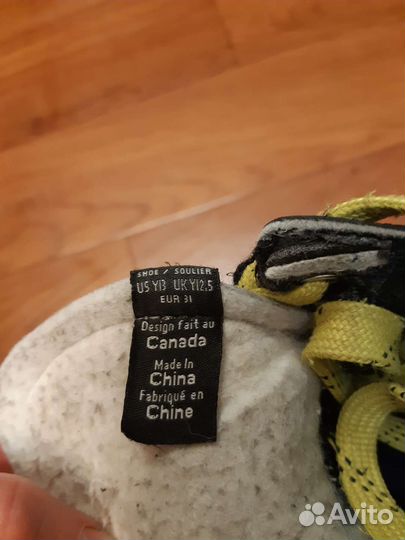 SHOE / SOULIER
US Y13 UK Y12.5
EUR 31
Design fait au
Canada
Made in
China
Fabriqué en
Chine
Avito